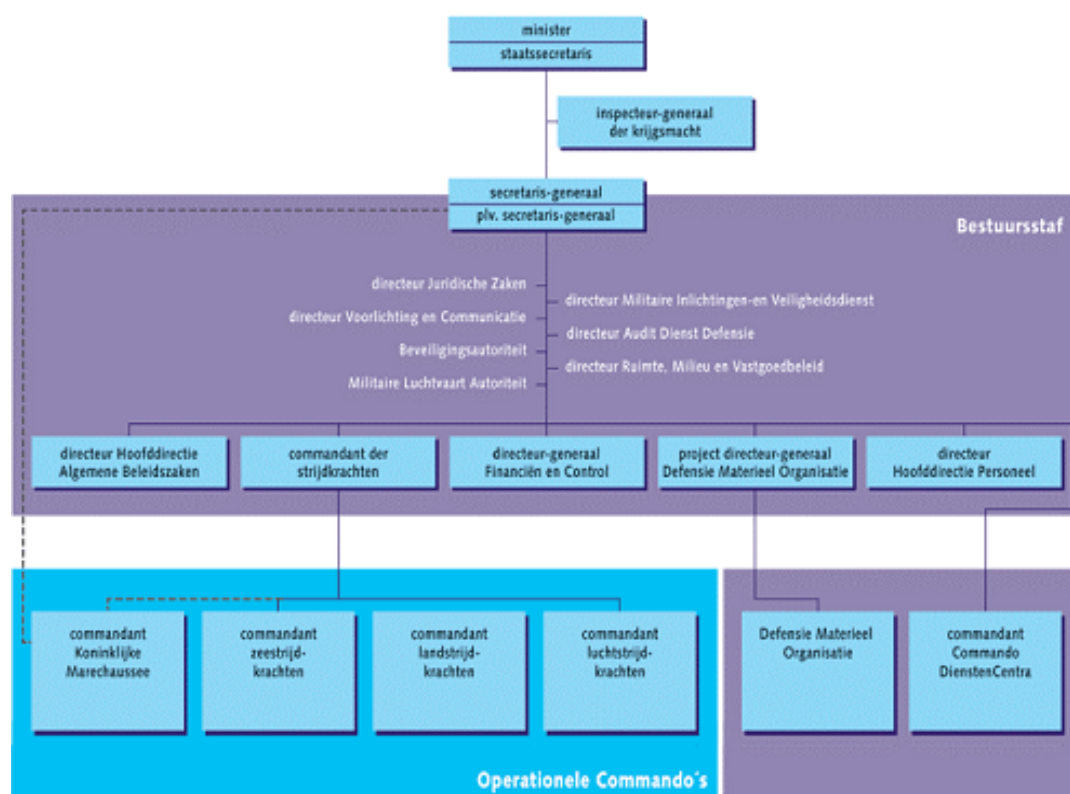 minister
staatssecretaris
inspecteur-generaal
der krijgsmacht
secretaris-generaal
plv. secretaris-generaal
Bestuursstaf
directeur Juridische Zaken
directeur Militaire Inlichtingen-en Veiligheidsdienst
directeur Voorlichting en Communicatie
directeur Audit Dienst Defensie
Beveiligingsautoriteit
directeur Ruimte, Milieu en Vastgoedbeleid
Militaire Luchtvaart Autoriteit
directeur Hoofddirectie
Algemene Beleidszaken
commandant der
strijdkrachten
directeur-generaal
Financiën en Control
project directeur-generaal
Defensie Materieel Organisatie
directeur
Hoofddirectie Personeel
commandant
Koninklijke
Marechaussee
commandant
zeestrijd-
krachten
commandant
landstrijd-
krachten
commandant
luchtstrijd-
krachten
Defensie Materieel
Organisatie
commandant
Commando
DienstenCentra
Operationele Commando's